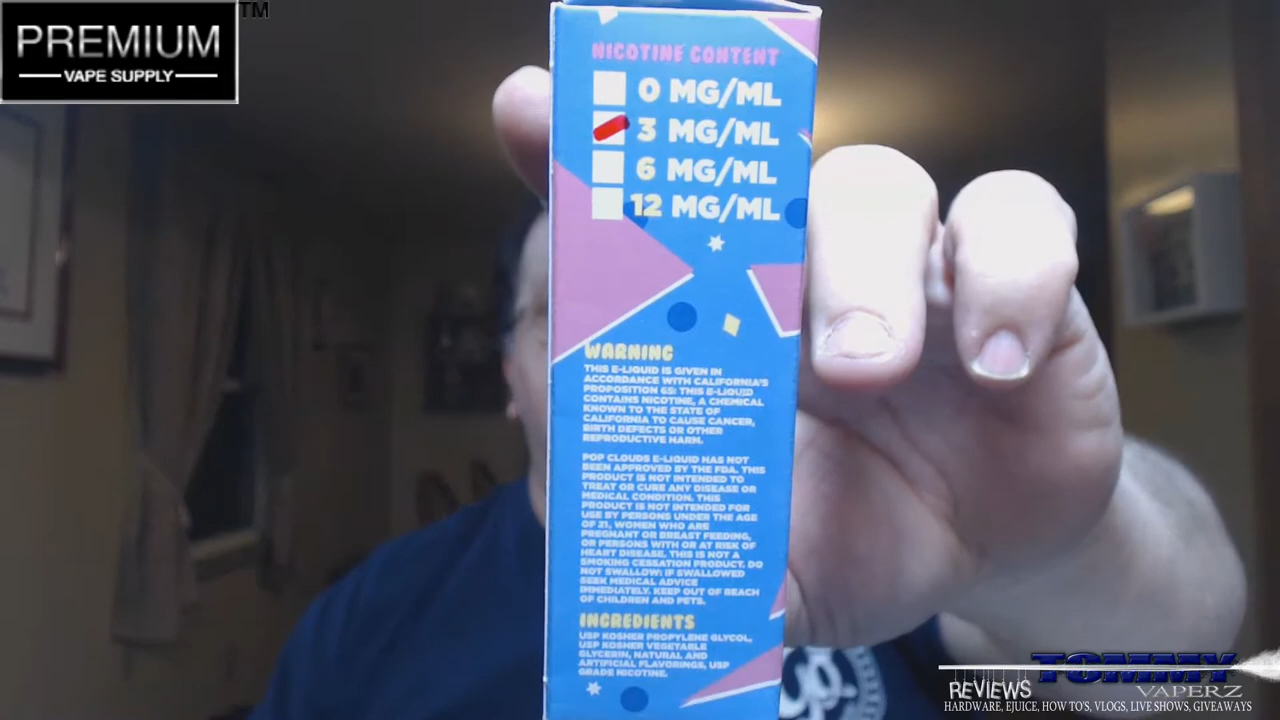 PREMIUM
VAPE SUPPLY
TM
NICOTINE CONTENT
0 MG/ML
3 MG/ML
6 MG/ML
12 MG/ML
WARNING
THIS E-LIQUID IS GIVEN IN
ACCORDANCE WITH CALIFORNIA'S
PROPOSITION 65: THIS E-LIQUID
CONTAINS NICOTINE, A CHEMICAL
KNOWN TO THE STATE OF
CALIFORNIA TO CAUSE CANCER,
BIRTH DEFECTS OR OTHER
REPRODUCTIVE HARM.
POP CLOUDS E-LIQUID HAS NOT
BEEN APPROVED BY THE FDA. THIS
PRODUCT IS NOT INTENDED TO
TREAT OR CURE ANY DISEASE OR
MEDICAL CONDITION. THIS
PRODUCT IS NOT INTENDED FOR
USE BY PERSONS UNDER THE AGE
OF 21, WOMEN WHO ARE
PREGNANT OR BREAST FEEDING,
OR PERSONS WITH OR AT RISK OF
HEART DISEASE. THIS IS NOT A
SMOKING CESSATION PRODUCT. DO
NOT SWALLOW: IF SWALLOWED
SEEK MEDICAL ADVICE
IMMEDIATELY. KEEP OUT OF REACH
OF CHILDREN AND PETS.
INGREDIENTS
USP KOSHER PROPYLENE GLYCOL,
USP KOSHER VEGETABLE
GLYCERIN, NATURAL AND
ARTIFICIAL FLAVORINGS, USP
GRADE NICOTINE.
TOMMY
REVIEWS VAPERZ
HARDWARE, EJUICE, HOW TO'S, VLOGS, LIVE SHOWS, GIVEAWAYS